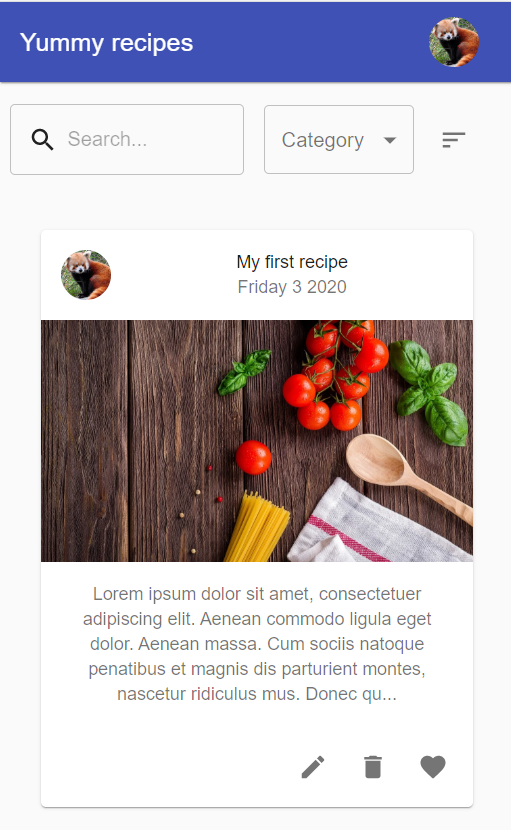 Yummy recipes
Search...
Category
My first recipe
Friday 3 2020
Lorem ipsum dolor sit amet, consectetuer
adipiscing elit. Aenean commodo ligula eget
dolor. Aenean massa. Cum sociis natoque
penatibus et magnis dis parturient montes,
nascetur ridiculus mus. Donec qu...